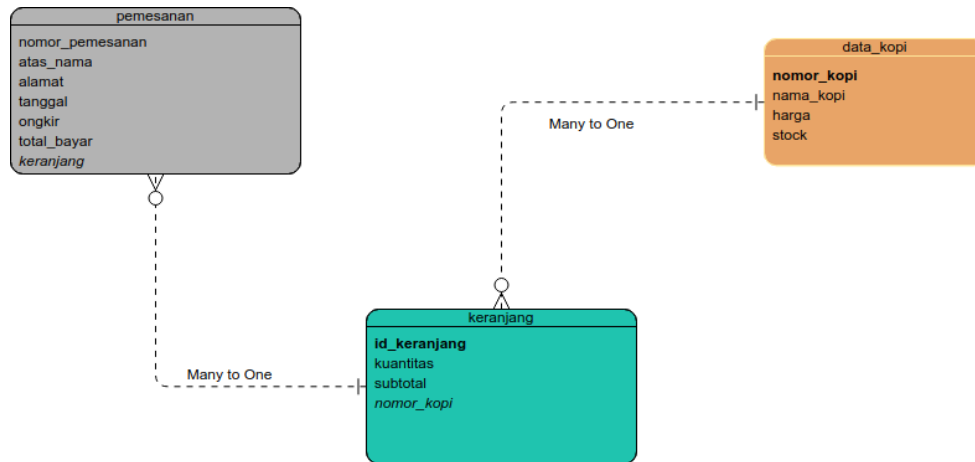 pemesanan
nomor_pemesanan
atas_nama
alamat
tanggal
ongkir
total_bayar
keranjang
data_kopi
nomor_kopi
nama_kopi
harga
stock
Many to One
keranjang
id_keranjang
kuantitas
subtotal
nomor_kopi
Many to One